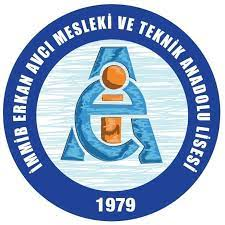 İMMİB ERKAN AVCI MESLEKİ VE TEKNİK ANADOLU LİSESİ
1979